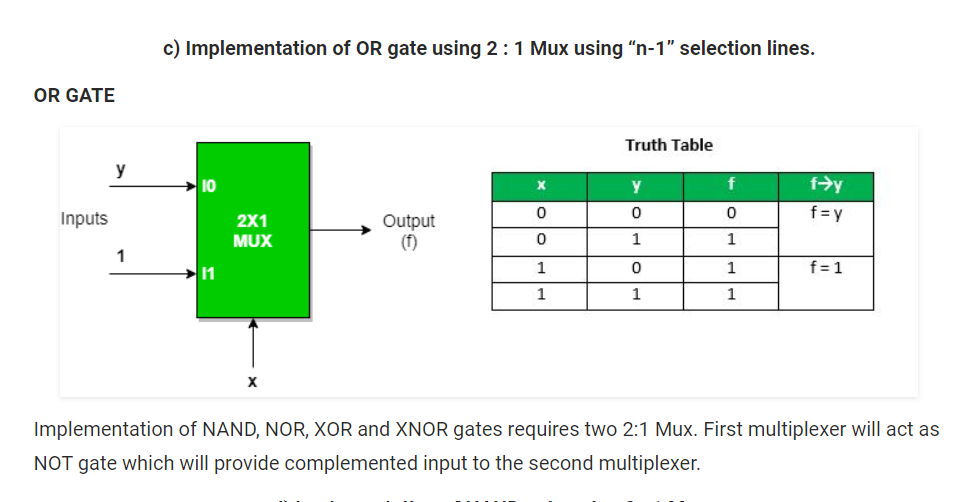 c) Implementation of OR gate using 2 : 1 Mux using “n-1” selection lines.
OR GATE
Truth Table
y
I0
Inputs
2X1
MUX
Output
(f)
1
I1
x
x y f f→y
0 0 0 f = y
0 1 1
1 0 1 f = 1
1 1 1
Implementation of NAND, NOR, XOR and XNOR gates requires two 2:1 Mux. First multiplexer will act as
NOT gate which will provide complemented input to the second multiplexer.